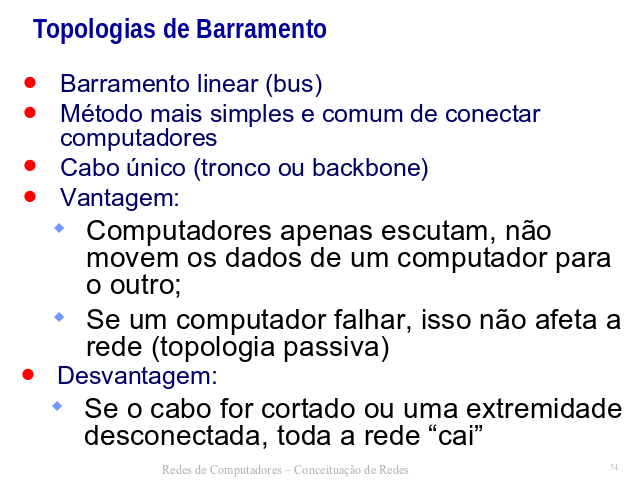 Topologias de Barramento
Barramento linear (bus)
Método mais simples e comum de conectar
computadores
Cabo único (tronco ou backbone)
Vantagem:
Computadores apenas escutam, não
movem os dados de um computador para
o outro;
Se um computador falhar, isso não afeta a
rede (topologia passiva)
Desvantagem:
Se o cabo for cortado ou uma extremidade
desconectada, toda a rede “cai”
Redes de Computadores – Conceituação de Redes
54